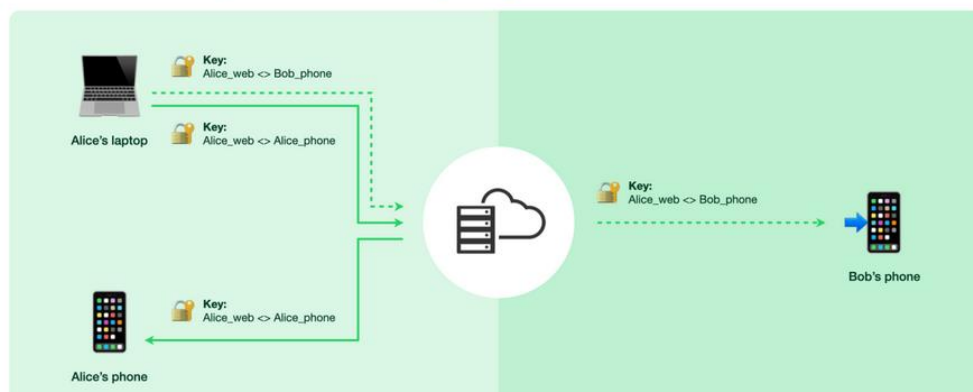 Key:
Alice_web <> Bob_phone
Alice's laptop
Key:
Alice_web <> Alice_phone
Key:
Alice_web <> Bob_phone
Bob's phone
Key:
Alice_web <> Alice_phone
Alice's phone